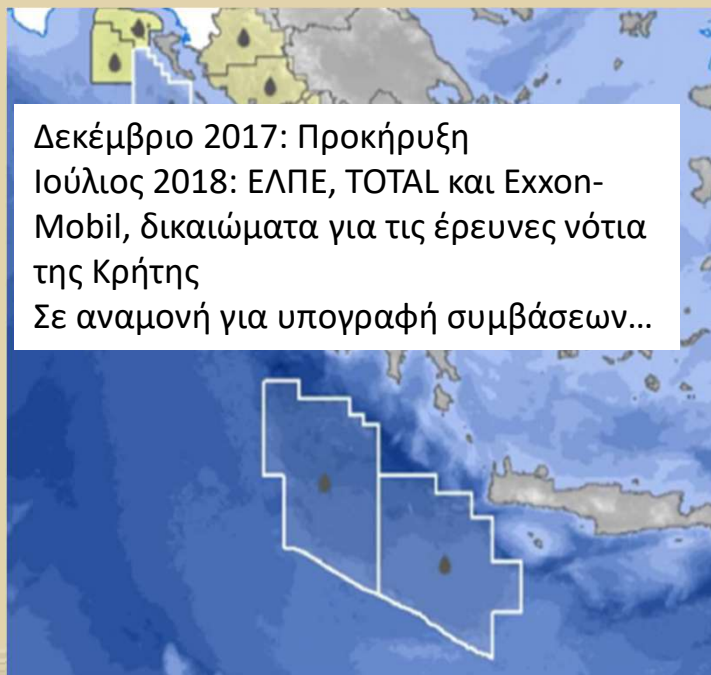 Δεκέμβριο 2017: Προκήρυξη
Ιούλιος 2018: ΕΛΠΕ, TOTAL και Exxon-
Mobil, δικαιώματα για τις έρευνες νότια
της Κρήτης
Σε αναμονή για υπογραφή συμβάσεων…